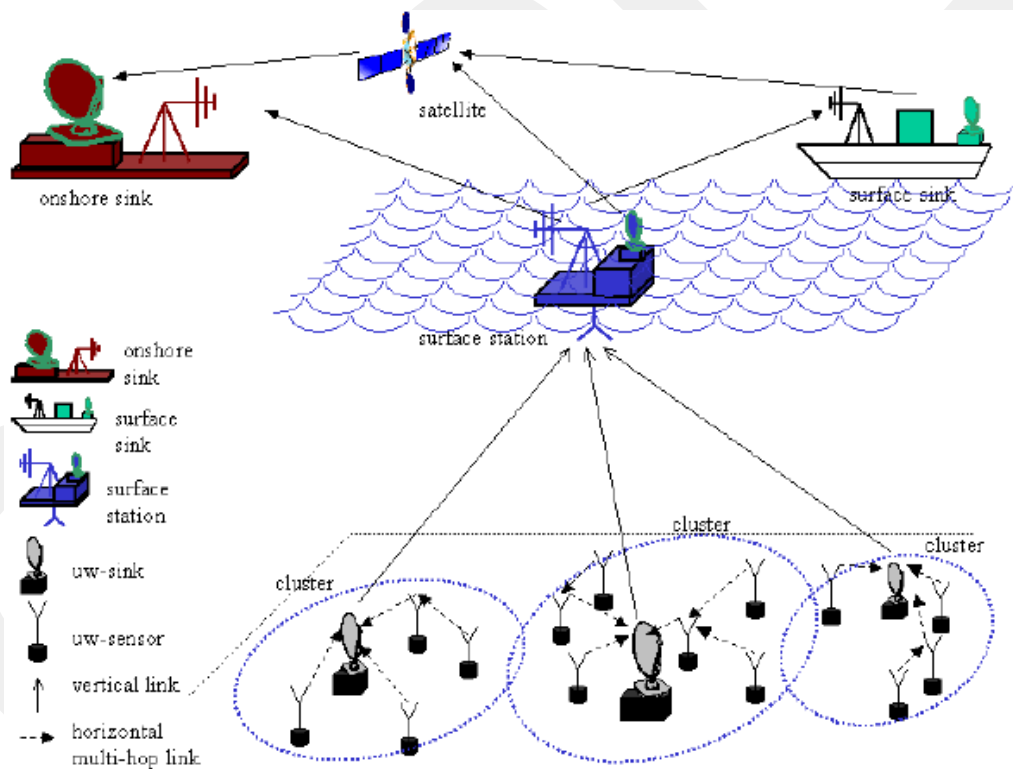 satellite
onshore sink
surface sink
surface station
onshore
sink
surface
sink
surface
station
uw-sink
uw-sensor
vertical link
horizontal
multi-hop link
cluster
cluster
cluster